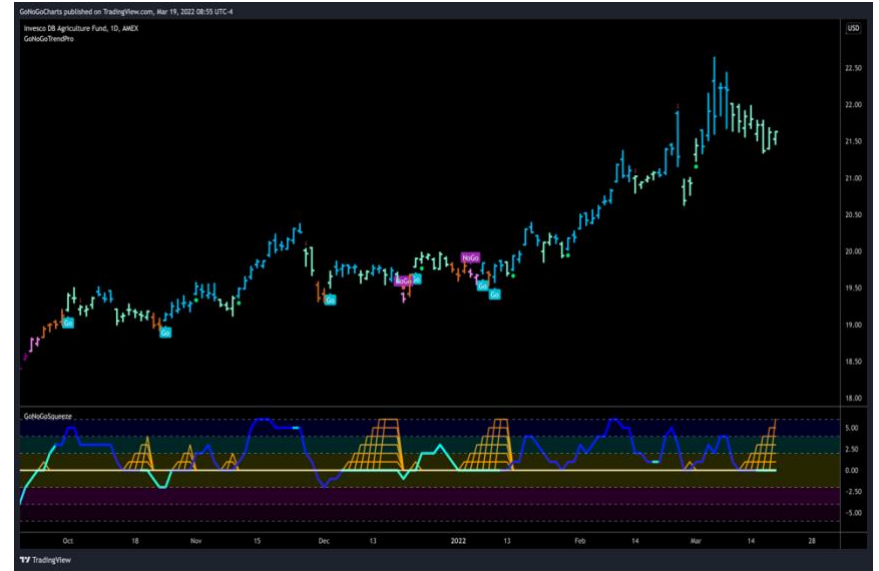 GoNoGoCharts published on TradingView.com, Mar 19, 2022 08:55 UTC-4
Invesco DB Agriculture Fund, 1D, AMEX
GoNoGoTrendPro
USD
22.50
22.00
21.50
21.00
20.50
20.00
NoGo
NoGo
Go
Go
19.50
Go
Go
Go
19.00
Go
18.50
18.00
GoNoGoSqueeze
5.00
2.50
0.00
-2.50
-5.00
Oct 18 Nov 15 Dec 13 2022 13 Feb 14 Mar 14 28
TradingView